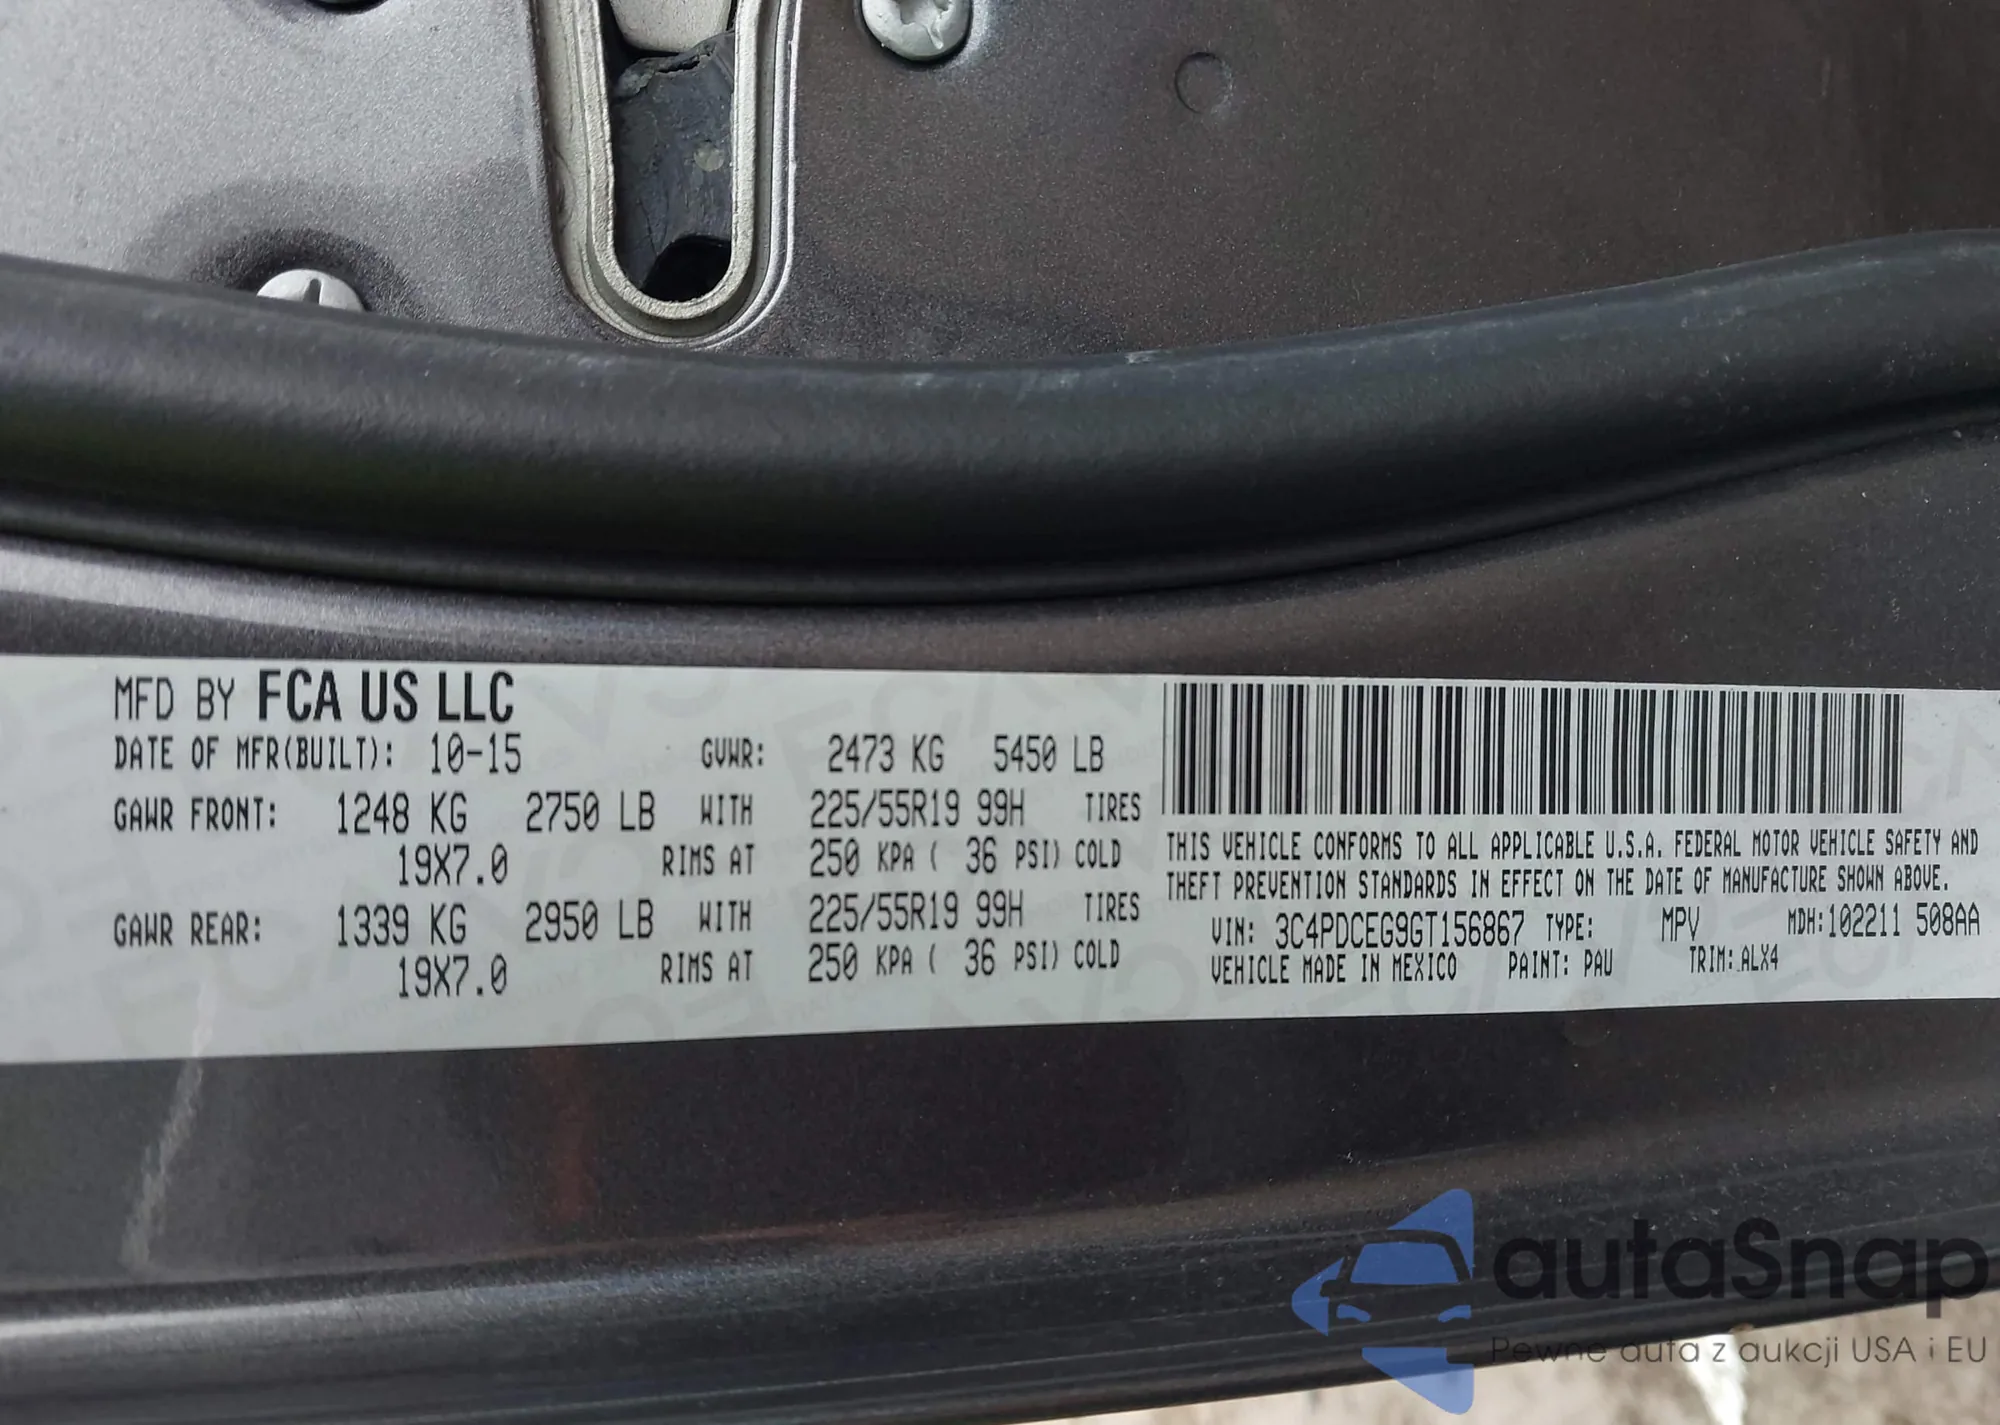 MFD BY FCA US LLC
DATE OF MFR(BUILT): 10-15 GVWR: 2473 KG 5450 LB
GAWR FRONT: 1248 KG 2750 LB WITH 225/55R19 99H TIRES
19X7.0 RIMS AT 250 KPA ( 36 PSI) COLD
GAWR REAR: 1339 KG 2950 LB WITH 225/55R19 99H TIRES
19X7.0 RIMS AT 250 KPA ( 36 PSI) COLD
THIS VEHICLE CONFORMS TO ALL APPLICABLE U.S.A. FEDERAL MOTOR VEHICLE SAFETY AND
THEFT PREVENTION STANDARDS IN EFFECT ON THE DATE OF MANUFACTURE SHOWN ABOVE.
VIN: 3C4PDCEG9GT156867 TYPE: MPV MDH:102211 508AA
VEHICLE MADE IN MEXICO PAINT: PAU TRIM: ALX4
autaSnap
Pewne auta z aukcji USA i EU